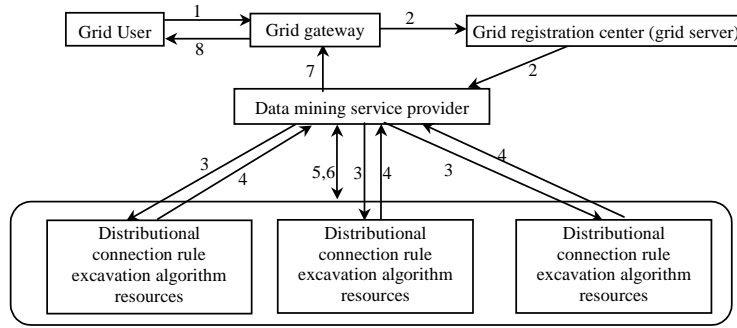 1
2
Grid User
Grid gateway
Grid registration center (grid server)
8
7
2
Data mining service provider
3
4
5,6
3
4
3
4
Distributional
connection rule
excavation algorithm
resources
Distributional
connection rule
excavation algorithm
resources
Distributional
connection rule
excavation algorithm
resources